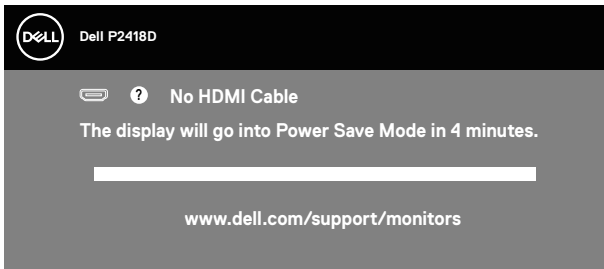 DELL
Dell P2418D
? No HDMI Cable
The display will go into Power Save Mode in 4 minutes.
www.dell.com/support/monitors